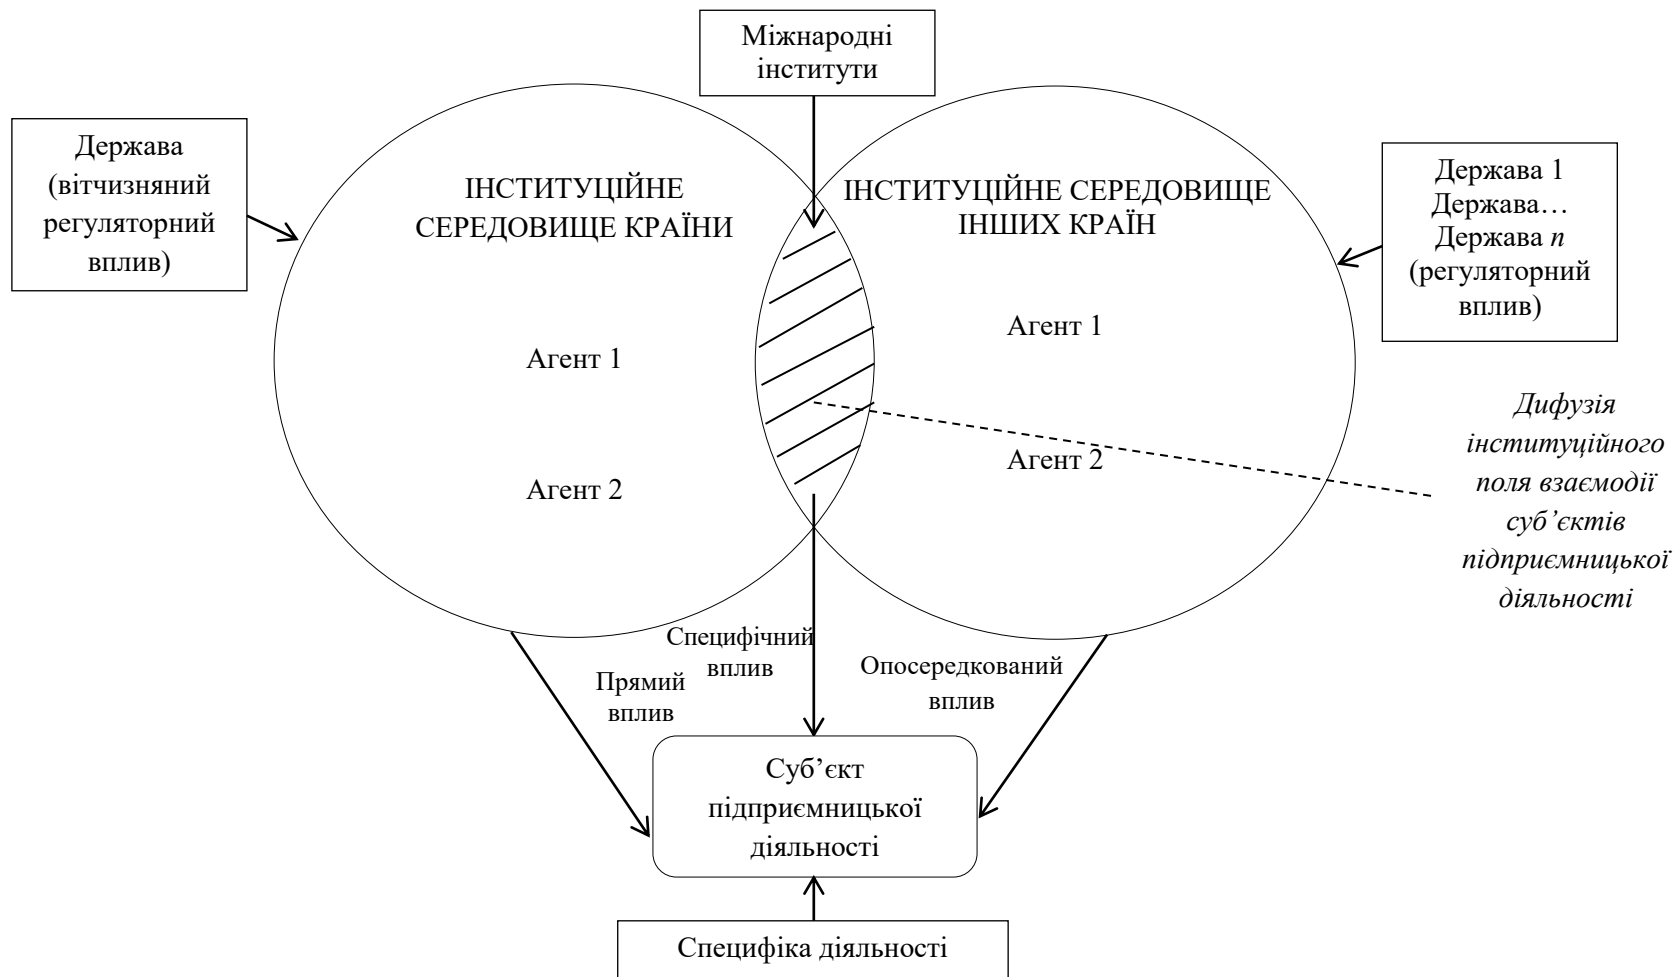 Міжнародні
інститути
Держава
(вітчизняний
регуляторний
вплив)
ІНСТИТУЦІЙНЕ
СЕРЕДОВИЩЕ КРАЇНИ
ІНСТИТУЦІЙНЕ СЕРЕДОВИЩЕ
ІНШИХ КРАЇН
Держава 1
Держава…
Держава n
(регуляторний
вплив)
Агент 1
Агент 2
Агент 1
Агент 2
Дифузія
інституційного
поля взаємодії
суб’єктів
підприємницької
діяльності
Прямий
вплив
Специфічний
вплив
Опосередкований
вплив
Суб’єкт
підприємницької
діяльності
Специфіка діяльності